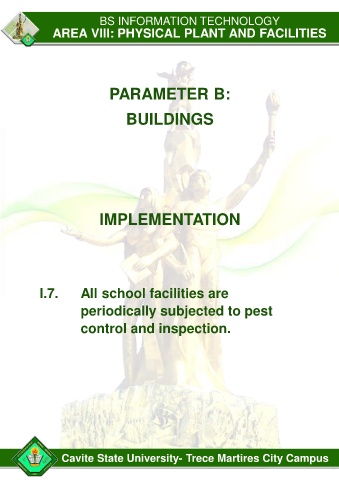 BS INFORMATION TECHNOLOGY
AREA VIII: PHYSICAL PLANT AND FACILITIES
PARAMETER B:
BUILDINGS
IMPLEMENTATION
I.7. All school facilities are
periodically subjected to pest
control and inspection.
Cavite State University- Trece Martires City Campus